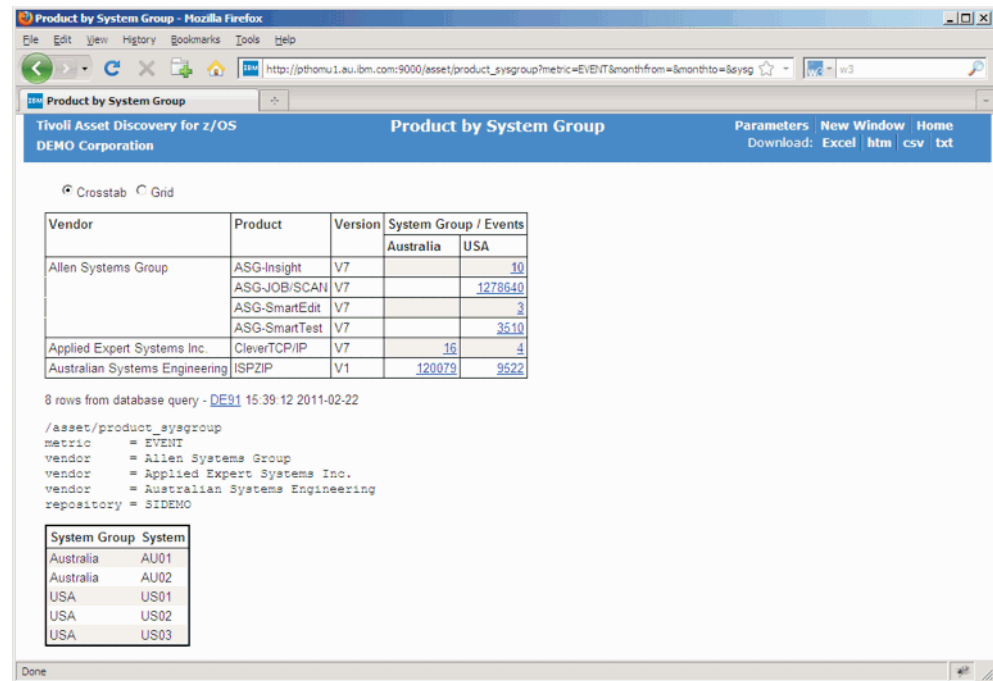 Product by System Group - Mozilla Firefox
File Edit View History Bookmarks Tools Help
http://pthomu1.au.ibm.com:9000/asset/product_sysgroup?metric=EVENT&monthfrom=&monthto=&sysg w3
IBM Product by System Group
Tivoli Asset Discovery for z/OS Product by System Group Parameters New Window Home
DEMO Corporation Download: Excel htm csv txt
Crosstab Grid
Vendor Product Version System Group / Events
Australia USA
Allen Systems Group ASG-Insight V7 10
ASG-JOB/SCAN V7 1278640
ASG-SmartEdit V7 3
ASG-SmartTest V7 3510
Applied Expert Systems Inc. CleverTCP/IP V7 16 4
Australian Systems Engineering ISPZIP V1 120079 9522
8 rows from database query - DE91 15:39:12 2011-02-22
/asset/product_sysgroup
metric = EVENT
vendor = Allen Systems Group
vendor = Applied Expert Systems Inc.
vendor = Australian Systems Engineering
repository = SIDEMO
System Group System
Australia AU01
Australia AU02
USA US01
USA US02
USA US03
Done